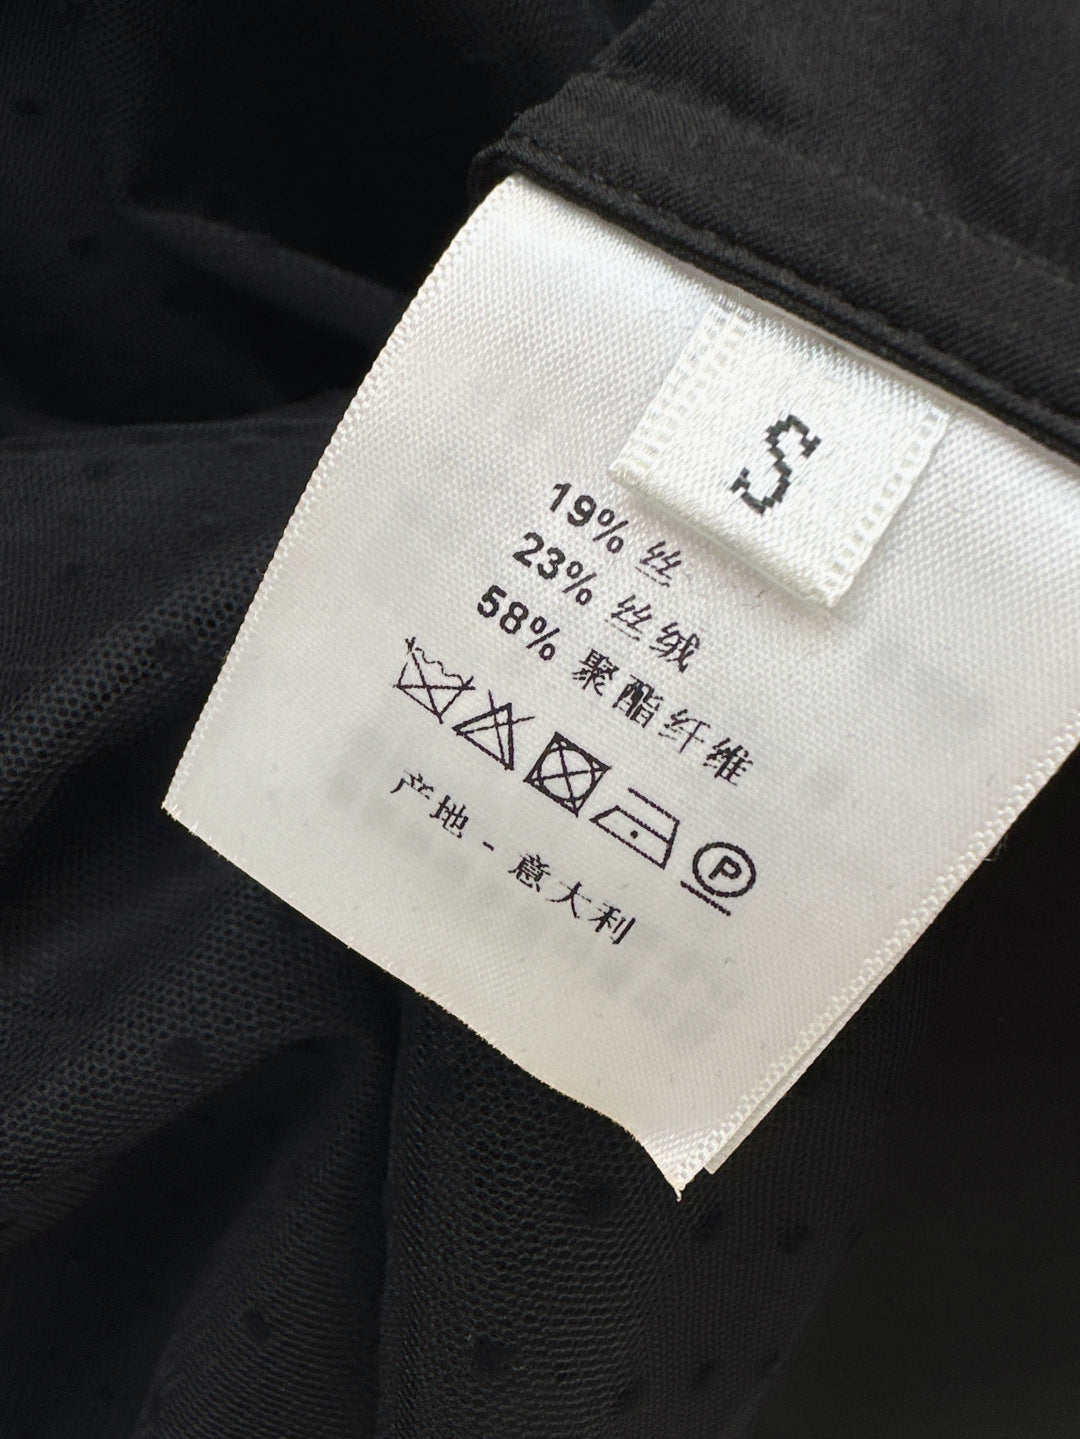 S
19% 丝
23% 丝绒
58% 聚酯纤维
P
产地 - 意大利